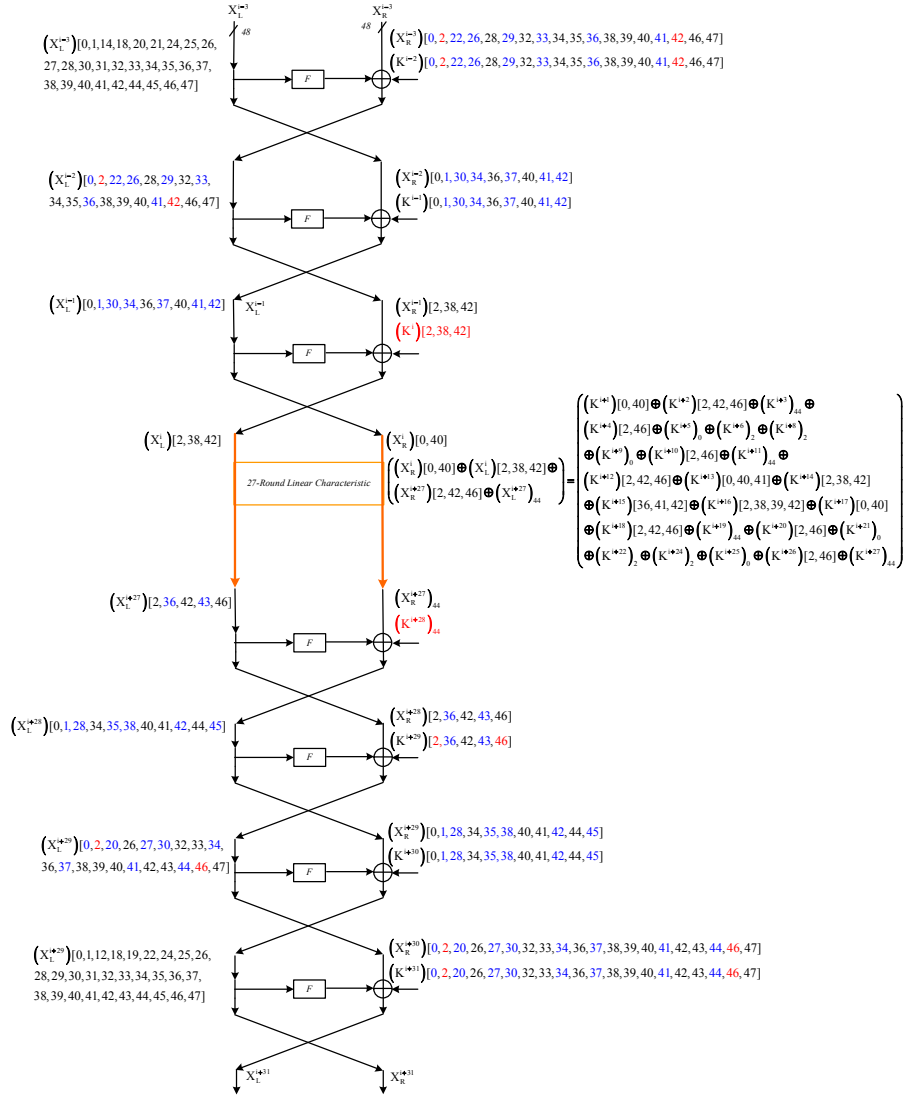 X_L^{i-3} X_R^{i-3}
48 48
(X_L^{i-3})[0,1,14,18,20,21,24,25,26,
27,28,30,31,32,33,34,35,36,37,
38,39,40,41,42,44,45,46,47]
(X_R^{i-3})[0,2,22,26,28,29,32,33,34,35,36,38,39,40,41,42,46,47]
(K^{i-2})[0,2,22,26,28,29,32,33,34,35,36,38,39,40,41,42,46,47]
F
(X_L^{i-2})[0,2,22,26,28,29,32,33,
34,35,36,38,39,40,41,42,46,47]
(X_R^{i-2})[0,1,30,34,36,37,40,41,42]
(K^{i-1})[0,1,30,34,36,37,40,41,42]
F
(X_L^{i-1})[0,1,30,34,36,37,40,41,42] X_L^{i-1}
(X_R^{i-1})[2,38,42]
(K^i)[2,38,42]
F
(X_L^i)[2,38,42]
(X_R^i)[0,40]
27-Round Linear Characteristic
((X_R^i)[0,40]⊕(X_L^i)[2,38,42]⊕
(X_R^{i+27})[2,42,46]⊕(X_L^{i+27})_{44}) =
((K^{i+1})[0,40]⊕(K^{i+2})[2,42,46]⊕(K^{i+3})_{44}⊕
(K^{i+4})[2,46]⊕(K^{i+5})_0⊕(K^{i+6})_2⊕(K^{i+8})_2
⊕(K^{i+9})_0⊕(K^{i+10})[2,46]⊕(K^{i+11})_{44}⊕
(K^{i+12})[2,42,46]⊕(K^{i+13})[0,40,41]⊕(K^{i+14})[2,38,42]
⊕(K^{i+15})[36,41,42]⊕(K^{i+16})[2,38,39,42]⊕(K^{i+17})[0,40]
⊕(K^{i+18})[2,42,46]⊕(K^{i+19})_{44}⊕(K^{i+20})[2,46]⊕(K^{i+21})_0
⊕(K^{i+22})_2⊕(K^{i+24})_2⊕(K^{i+25})_0⊕(K^{i+26})[2,46]⊕(K^{i+27})_{44})
(X_L^{i+27})[2,36,42,43,46]
(X_R^{i+27})_{44}
(K^{i+28})_{44}
F
(X_L^{i+28})[0,1,28,34,35,38,40,41,42,44,45]
(X_R^{i+28})[2,36,42,43,46]
(K^{i+29})[2,36,42,43,46]
F
(X_L^{i+29})[0,2,20,26,27,30,32,33,34,
36,37,38,39,40,41,42,43,44,46,47]
(X_R^{i+29})[0,1,28,34,35,38,40,41,42,44,45]
(K^{i+30})[0,1,28,34,35,38,40,41,42,44,45]
F
(X_L^{i+29})[0,1,12,18,19,22,24,25,26,
28,29,30,31,32,33,34,35,36,37,
38,39,40,41,42,43,44,45,46,47]
(X_R^{i+30})[0,2,20,26,27,30,32,33,34,36,37,38,39,40,41,42,43,44,46,47]
(K^{i+31})[0,2,20,26,27,30,32,33,34,36,37,38,39,40,41,42,43,44,46,47]
F
X_L^{i+31} X_R^{i+31}